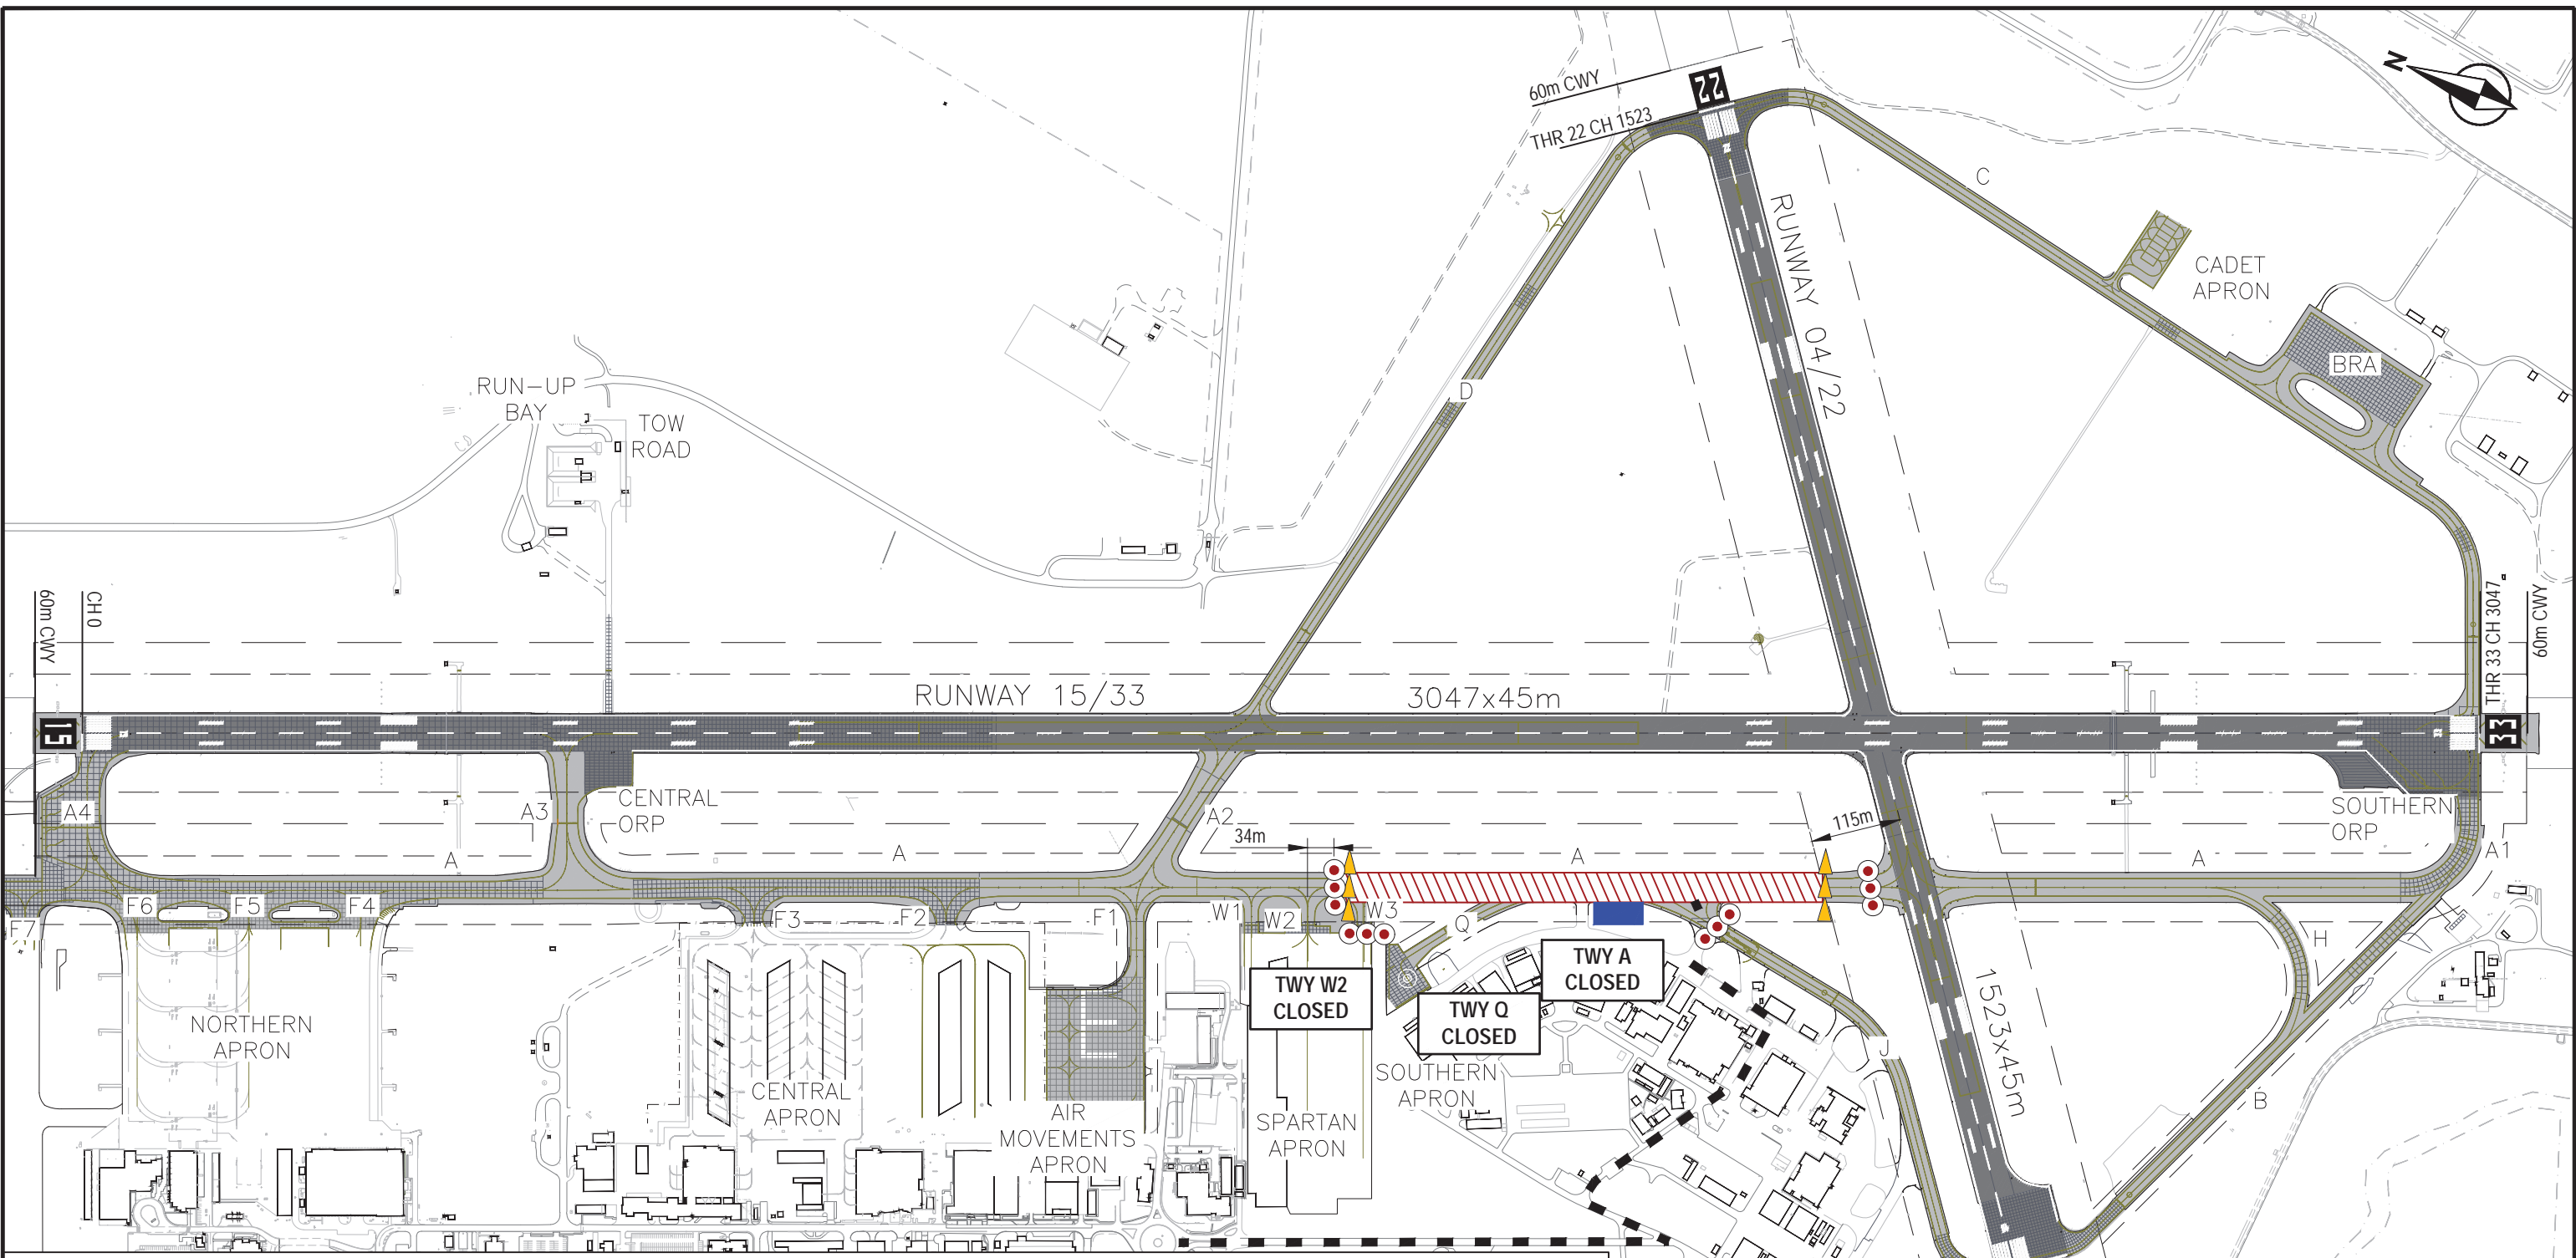 N
60m CWY
22
THR 22 CH 1523
C
RUNWAY 04/22
CADET
APRON
BRA
RUN-UP
BAY
TOW
ROAD
D
60m CWY
CH 0
THR 33 CH 3047
60m CWY
RUNWAY 15/33
3047x45m
15
33
A4
A3
CENTRAL
ORP
A2
34m
115m
SOUTHERN
ORP
A1
A
A
A
A
F7
F6
F5
F4
F3
F2
F1
W1
W2
W3
Q
H
TWY W2
CLOSED
TWY Q
CLOSED
TWY A
CLOSED
NORTHERN
APRON
CENTRAL
APRON
AIR
MOVEMENTS
APRON
SPARTAN
APRON
SOUTHERN
APRON
J
1523x45m
B